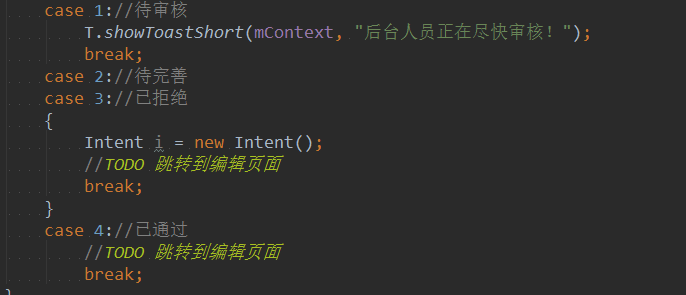 case 1://待审核
T.showToastShort(mContext, "后台人员正在尽快审核！");
break;
case 2://待完善
case 3://已拒绝
{
Intent i = new Intent();
//TODO 跳转到编辑页面
break;
}
case 4://已通过
//TODO 跳转到编辑页面
break;
}